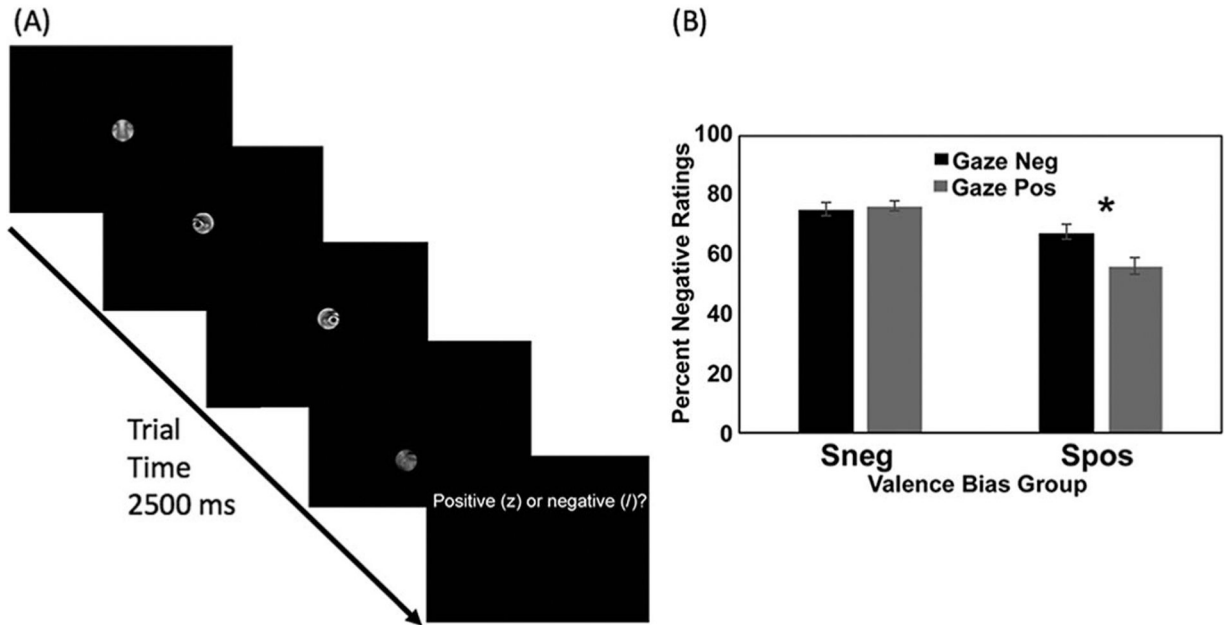 (A)
Trial
Time
2500 ms
Positive (z) or negative (/)?
(B)
Percent Negative Ratings
100
80
60
40
20
0
Gaze Neg
Gaze Pos
*
Sneg Spos
Valence Bias Group